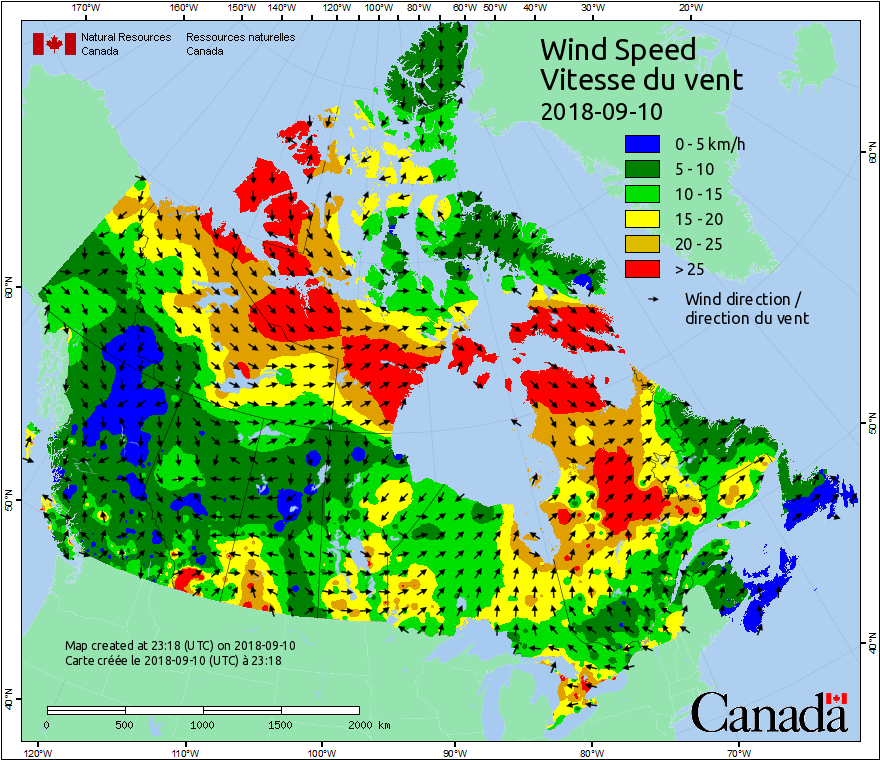 170°W 160°W 150°W 140°W 130°W 120°W 110°W 100°W 90°W 80°W 70°W 60°W 50°W 40°W 30°W 20°W
Natural Resources Ressources naturelles
Canada Canada
Wind Speed
Vitesse du vent
2018-09-10
0 - 5 km/h
5 - 10
10 - 15
15 - 20
20 - 25
> 25
Wind direction /
direction du vent
60°N
60°N
50°N
50°N
40°N
40°N
Map created at 23:18 (UTC) on 2018-09-10
Carte créée le 2018-09-10 (UTC) à 23:18
0 500 1000 1500 2000 km
Canada
120°W 110°W 100°W 90°W 80°W 70°W